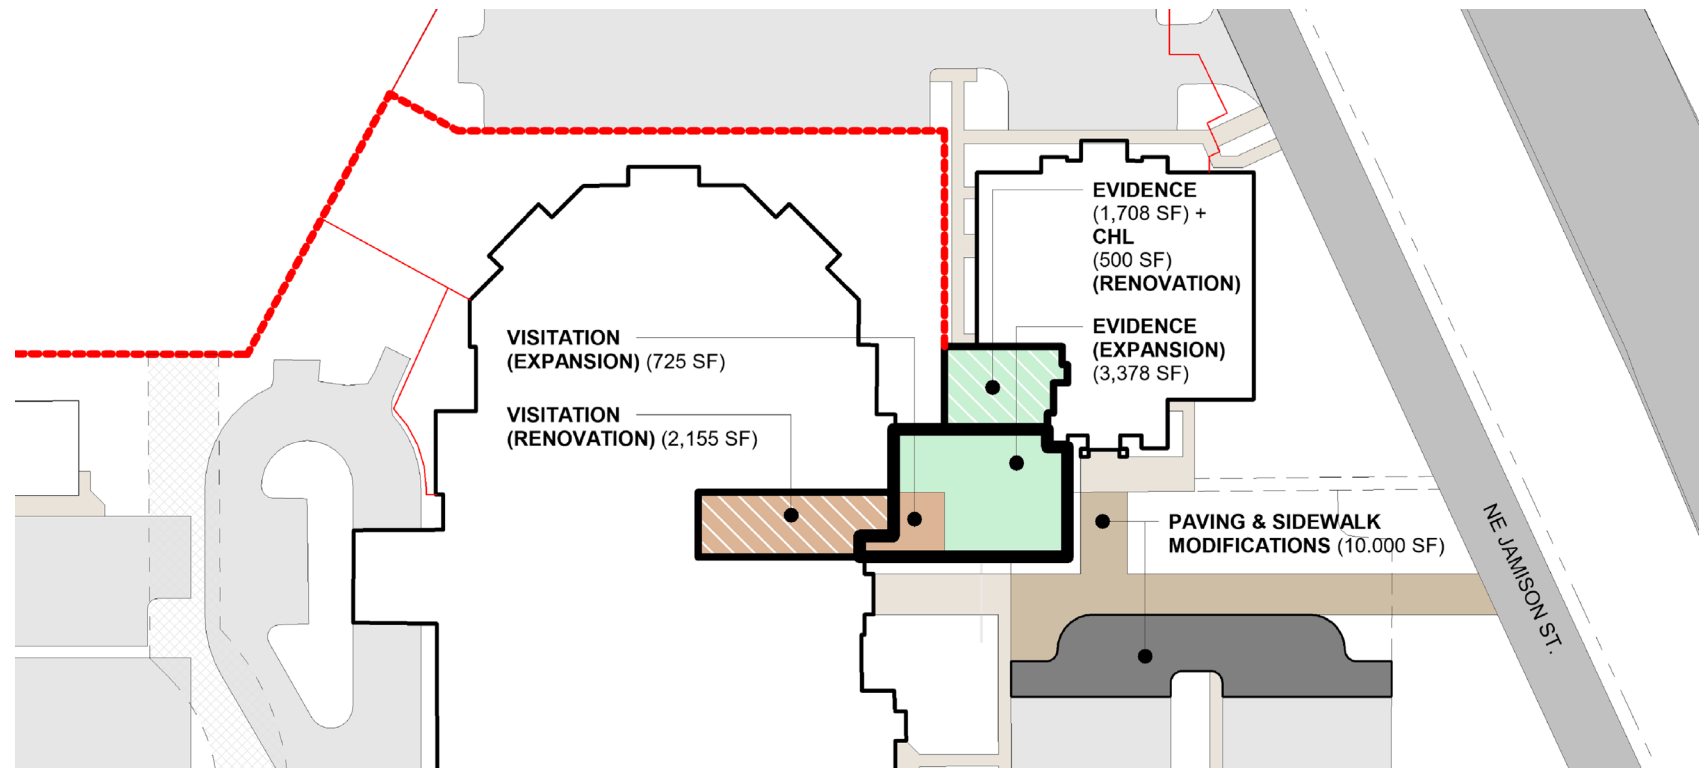 EVIDENCE
(1,708 SF) +
CHL
(500 SF)
(RENOVATION)
EVIDENCE
(EXPANSION)
(3,378 SF)
VISITATION
(EXPANSION) (725 SF)
VISITATION
(RENOVATION) (2,155 SF)
PAVING & SIDEWALK
MODIFICATIONS (10.000 SF)
NE JAMISON ST.